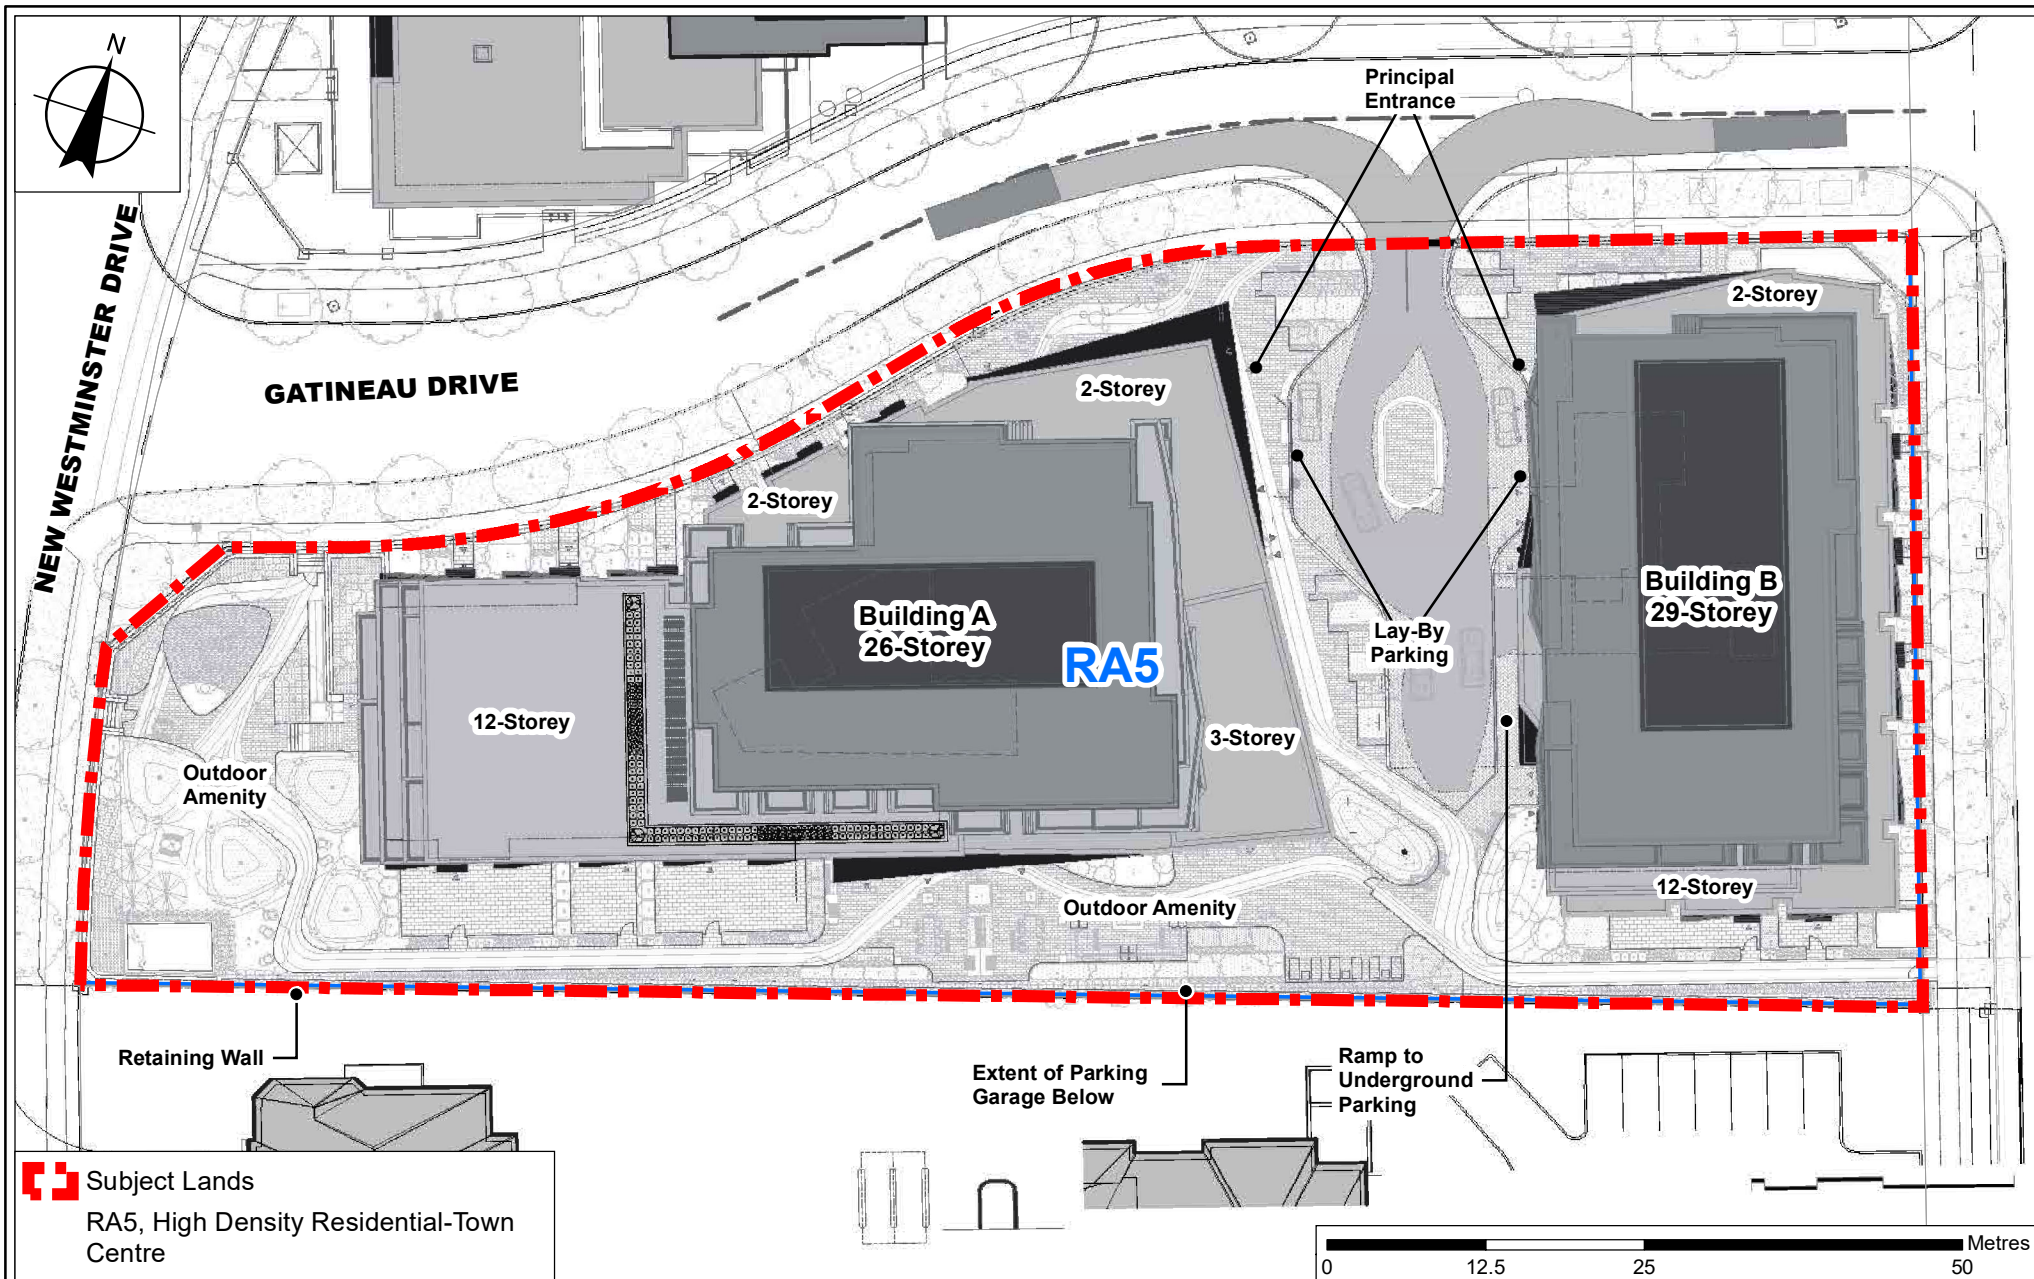 N
Principal
Entrance
2-Storey
NEW WESTMINSTER DRIVE
GATINEAU DRIVE
2-Storey
2-Storey
Building A
26-Storey
RA5
Building B
29-Storey
Lay-By
Parking
12-Storey
3-Storey
Outdoor
Amenity
12-Storey
Outdoor Amenity
Retaining Wall
Extent of Parking
Garage Below
Ramp to
Underground
Parking
Subject Lands
RA5, High Density Residential-Town
Centre
Metres
0 12.5 25 50